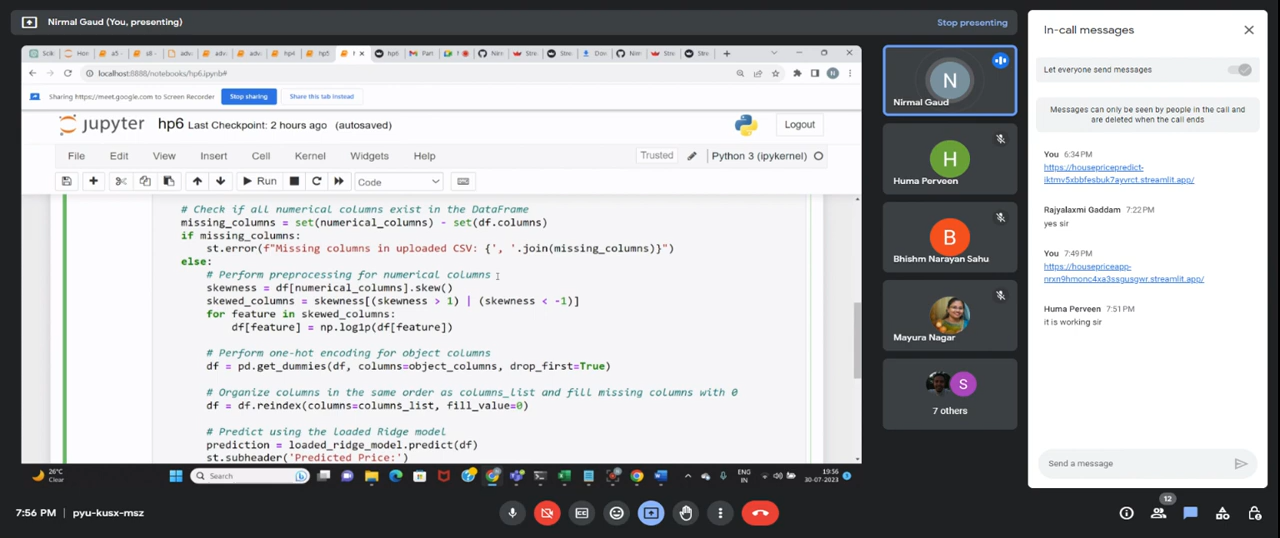 Nirmal Gaud (You, presenting)
Stop presenting
localhost:8888/notebooks/hp6.ipynb#
Sharing https://meet.google.com to Screen Recorder
Stop sharing
Share this tab instead
jupyter hp6 Last Checkpoint: 2 hours ago (autosaved)
Logout
File Edit View Insert Cell Kernel Widgets Help
Trusted
Python 3 (ipykernel)
Run
Code
# Check if all numerical columns exist in the DataFrame
missing_columns = set(numerical_columns) - set(df.columns)
if missing_columns:
st.error(f"Missing columns in uploaded CSV: {', '.join(missing_columns)}")
else:
# Perform preprocessing for numerical columns
skewness = df[numerical_columns].skew()
skewed_columns = skewness[(skewness > 1) | (skewness < -1)]
for feature in skewed_columns:
df[feature] = np.log1p(df[feature])
# Perform one-hot encoding for object columns
df = pd.get_dummies(df, columns=object_columns, drop_first=True)
# Organize columns in the same order as columns_list and fill missing columns with 0
df = df.reindex(columns=columns_list, fill_value=0)
# Predict using the loaded Ridge model
prediction = loaded_ridge_model.predict(df)
st.subheader('Predicted Price:')
26°C
Clear
Search
ENG
IN
19:56
30-07-2023
N
Nirmal Gaud
H
Huma Perveen
B
Bhishm Narayan Sahu
Mayura Nagar
S
7 others
In-call messages
Let everyone send messages
Messages can only be seen by people in the call and
are deleted when the call ends
You 6:34 PM
https://housepricepredict-
iktmv5xbbfesbuk7ayvrct.streamlit.app/
Rajyalaxmi Gaddam 7:22 PM
yes sir
You 7:49 PM
https://housepriceapp-
nrxn9hmonc4xa3ssgusgwr.streamlit.app/
Huma Perveen 7:51 PM
it is working sir
Send a message
7:56 PM | pyu-kusx-msz
12